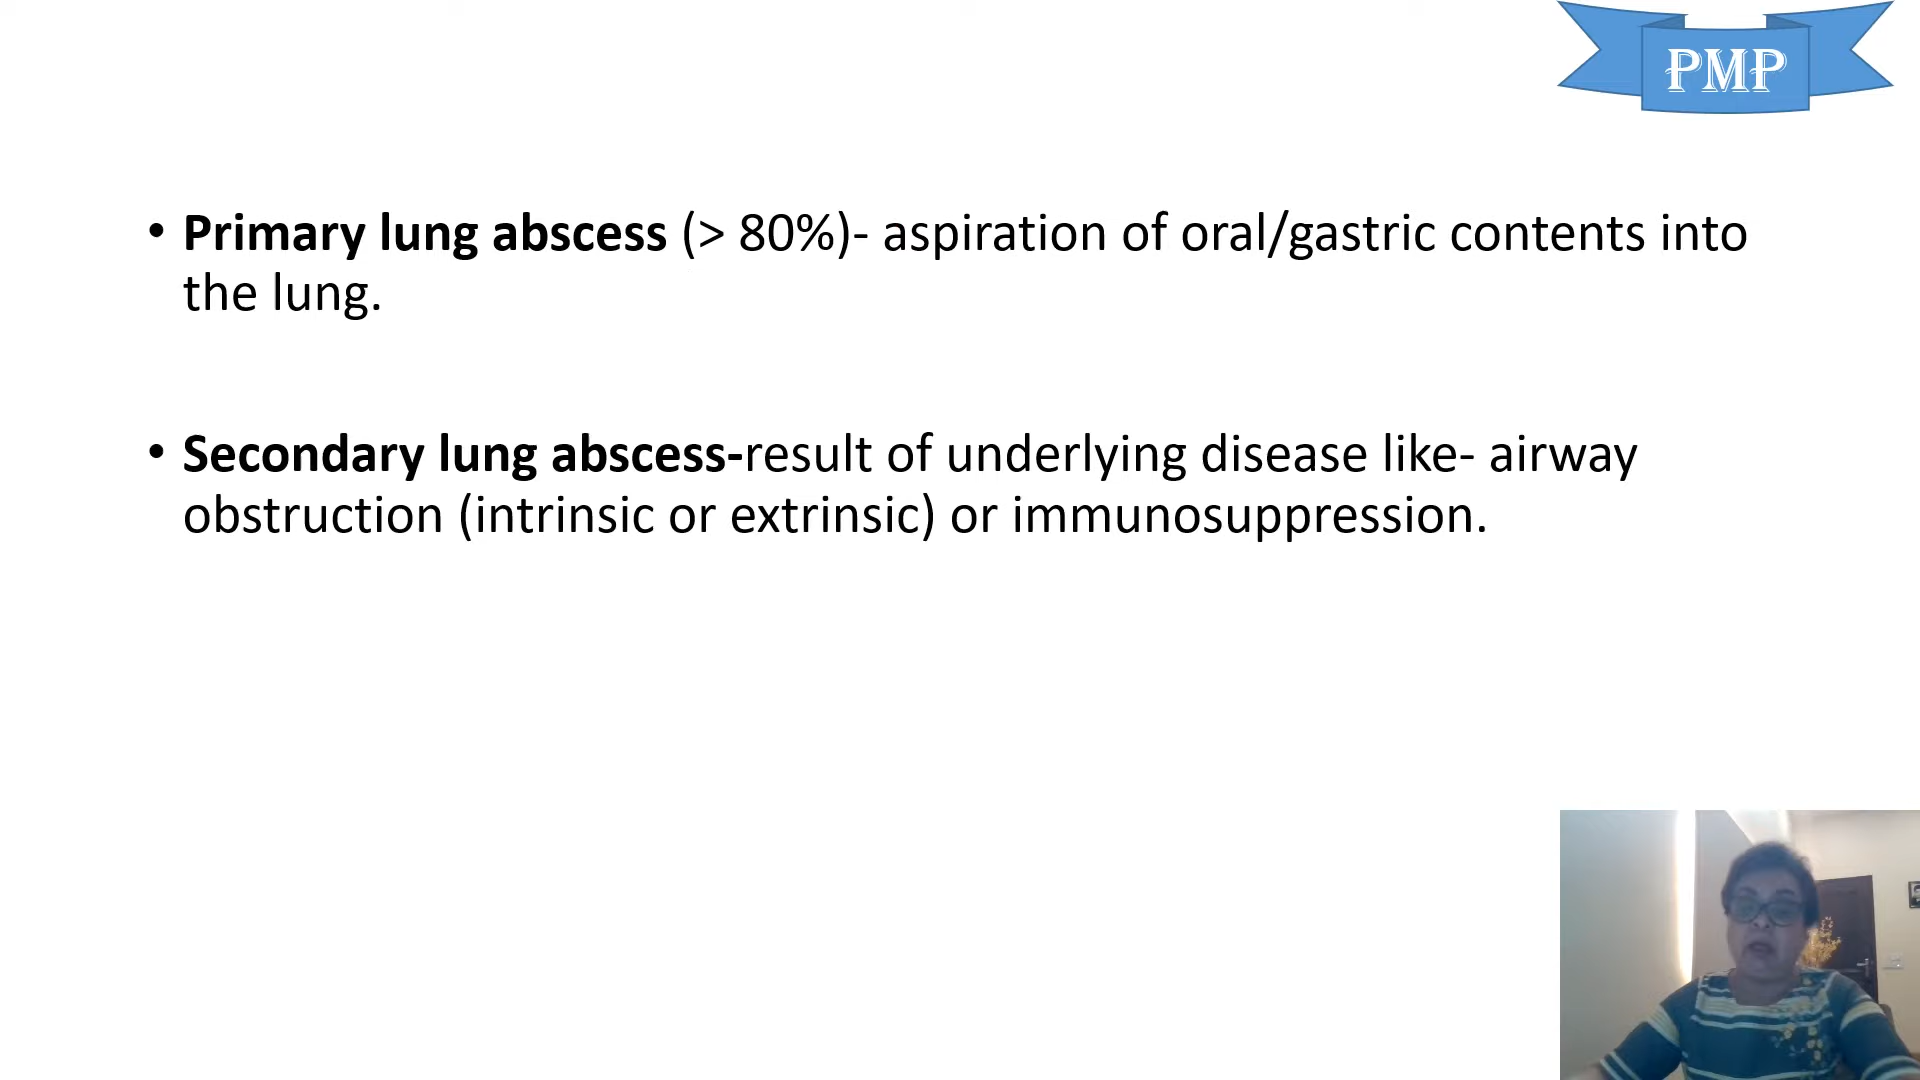 PMP
• Primary lung abscess (> 80%)- aspiration of oral/gastric contents into
the lung.
• Secondary lung abscess-result of underlying disease like- airway
obstruction (intrinsic or extrinsic) or immunosuppression.